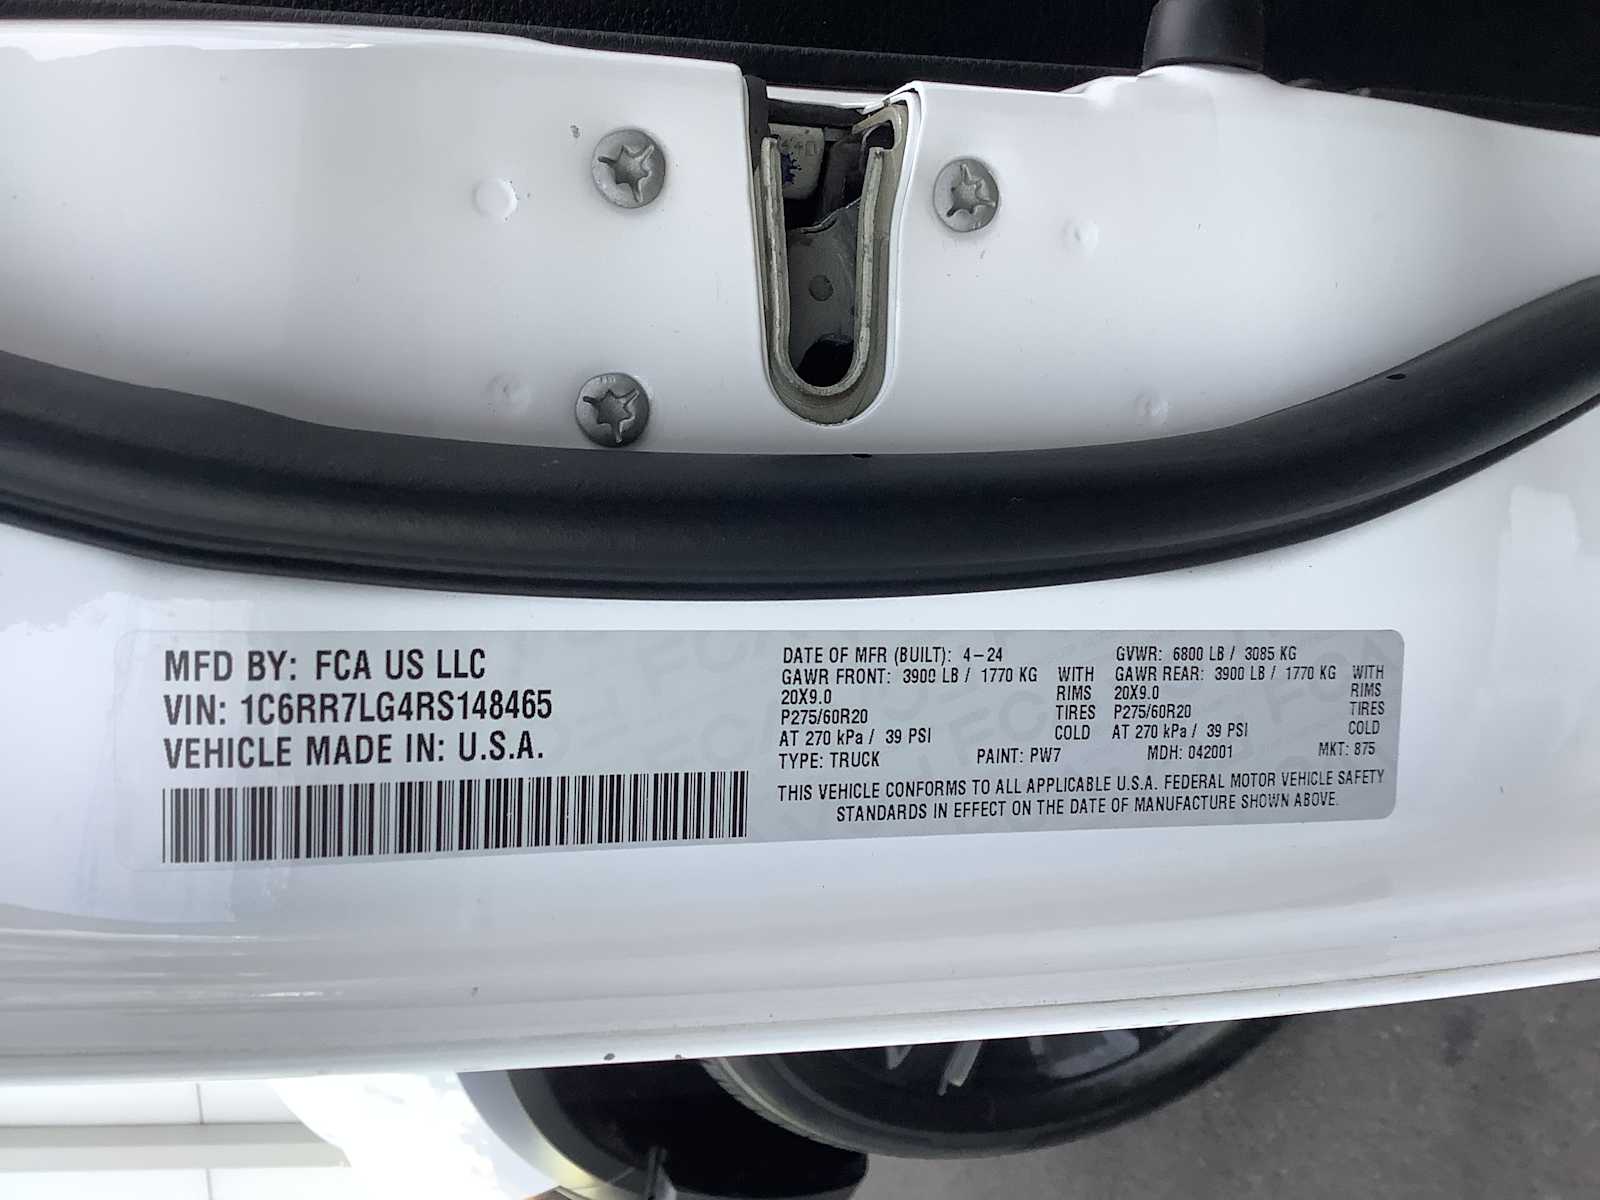 MFD BY: FCA US LLC
VIN: 1C6RR7LG4RS148465
VEHICLE MADE IN: U.S.A.
DATE OF MFR (BUILT): 4-24 GVWR: 6800 LB / 3085 KG
GAWR FRONT: 3900 LB / 1770 KG WITH GAWR REAR: 3900 LB / 1770 KG WITH
20X9.0 RIMS 20X9.0 RIMS
P275/60R20 TIRES P275/60R20 TIRES
AT 270 kPa / 39 PSI COLD AT 270 kPa / 39 PSI COLD
TYPE: TRUCK PAINT: PW7 MDH: 042001 MKT: 875
THIS VEHICLE CONFORMS TO ALL APPLICABLE U.S.A. FEDERAL MOTOR VEHICLE SAFETY
STANDARDS IN EFFECT ON THE DATE OF MANUFACTURE SHOWN ABOVE.